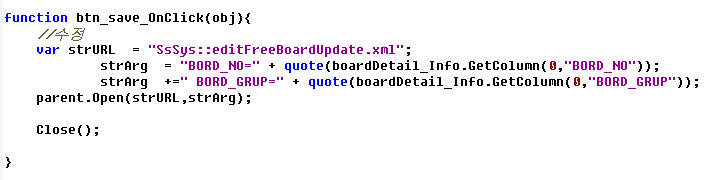 function btn_save_OnClick(obj){
//수정
var strURL = "SsSys::editFreeBoardUpdate.xml";
strArg = "BORD_NO=" + quote(boardDetail_Info.GetColumn(0,"BORD_NO"));
strArg +=" BORD_GRUP=" + quote(boardDetail_Info.GetColumn(0,"BORD_GRUP"));
parent.Open(strURL,strArg);
Close();
}